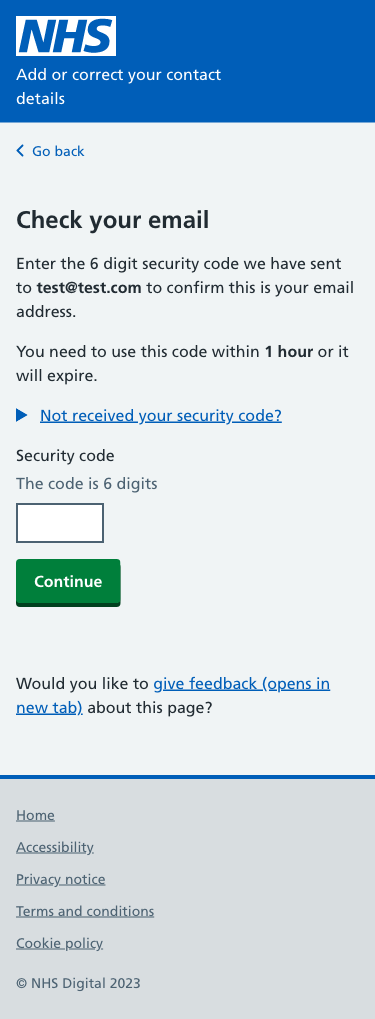 NHS
Add or correct your contact
details
Go back
Check your email
Enter the 6 digit security code we have sent
to test@test.com to confirm this is your email
address.
You need to use this code within 1 hour or it
will expire.
Not received your security code?
Security code
The code is 6 digits
Continue
Would you like to give feedback (opens in
new tab) about this page?
Home
Accessibility
Privacy notice
Terms and conditions
Cookie policy
© NHS Digital 2023